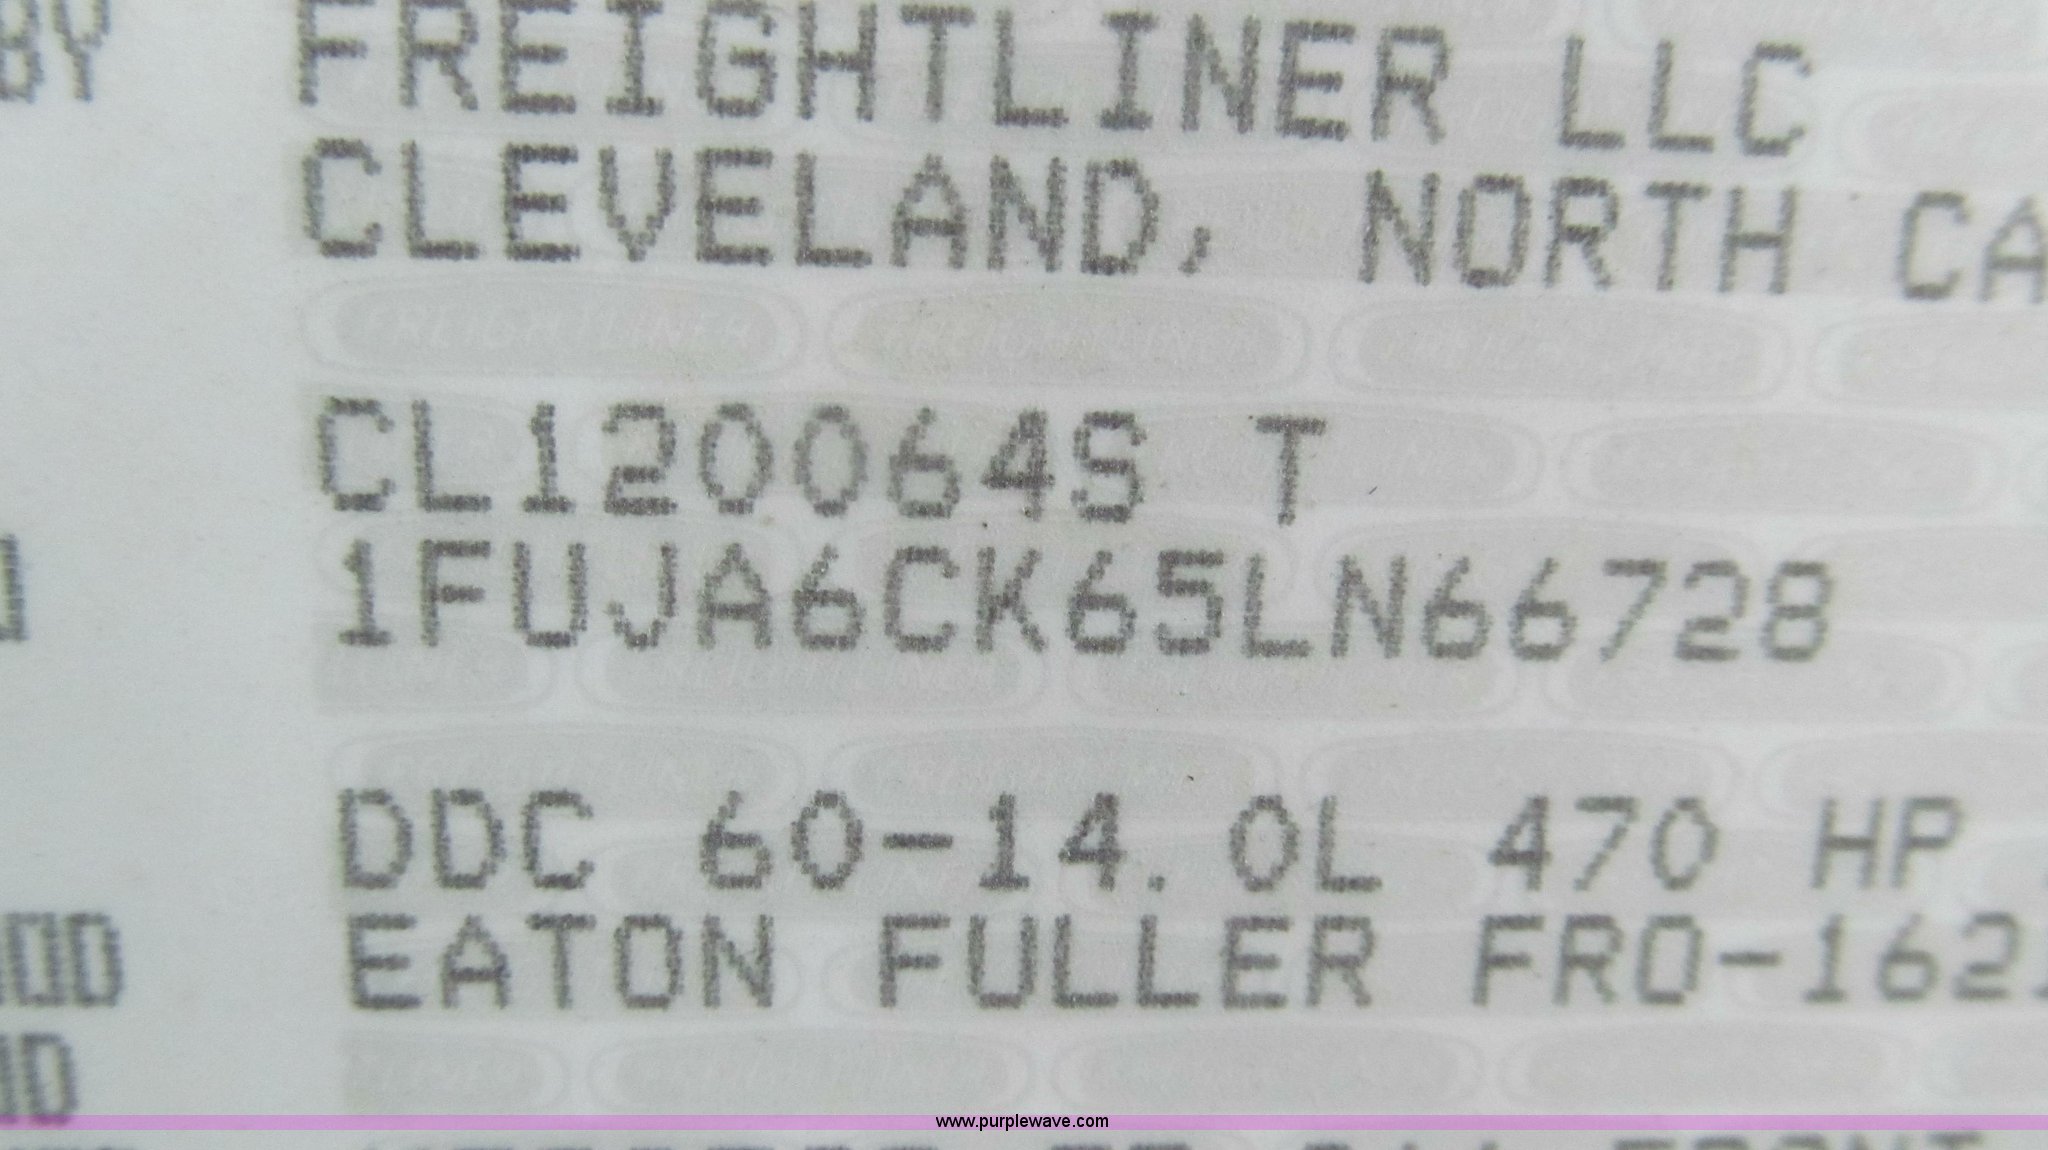 BY FREIGHTLINER LLC
CLEVELAND, NORTH CA
CL120064S T
1FUJA6CK65LN66728
DDC 60-14.0L 470 HP
EATON FULLER FRO-1621
www.purplewave.com